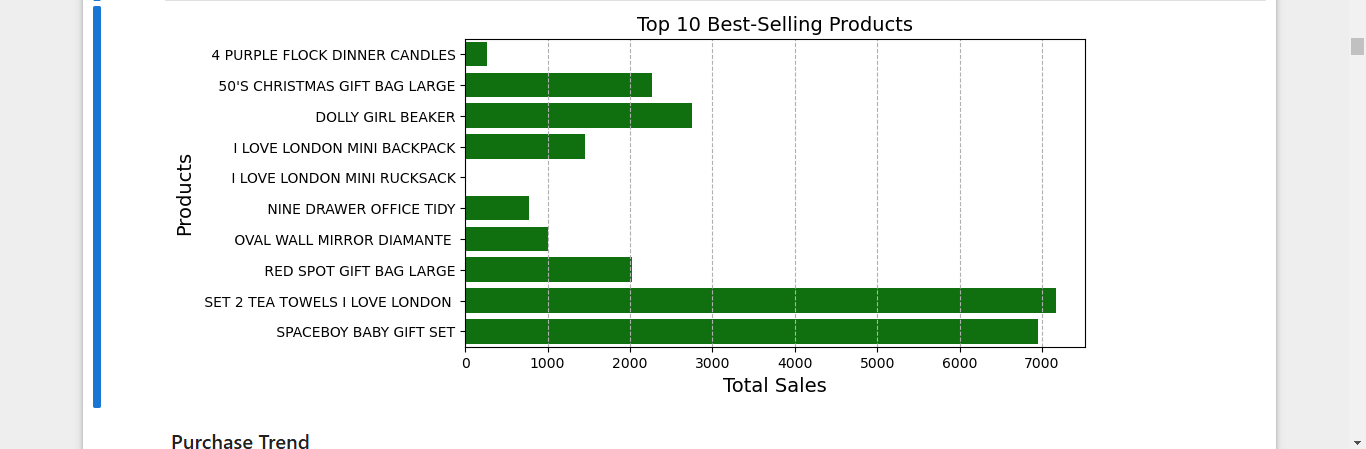 Top 10 Best-Selling Products
4 PURPLE FLOCK DINNER CANDLES
50'S CHRISTMAS GIFT BAG LARGE
DOLLY GIRL BEAKER
I LOVE LONDON MINI BACKPACK
I LOVE LONDON MINI RUCKSACK
NINE DRAWER OFFICE TIDY
OVAL WALL MIRROR DIAMANTE
RED SPOT GIFT BAG LARGE
SET 2 TEA TOWELS I LOVE LONDON
SPACEBOY BABY GIFT SET
Products
0 1000 2000 3000 4000 5000 6000 7000
Total Sales
Purchase Trend